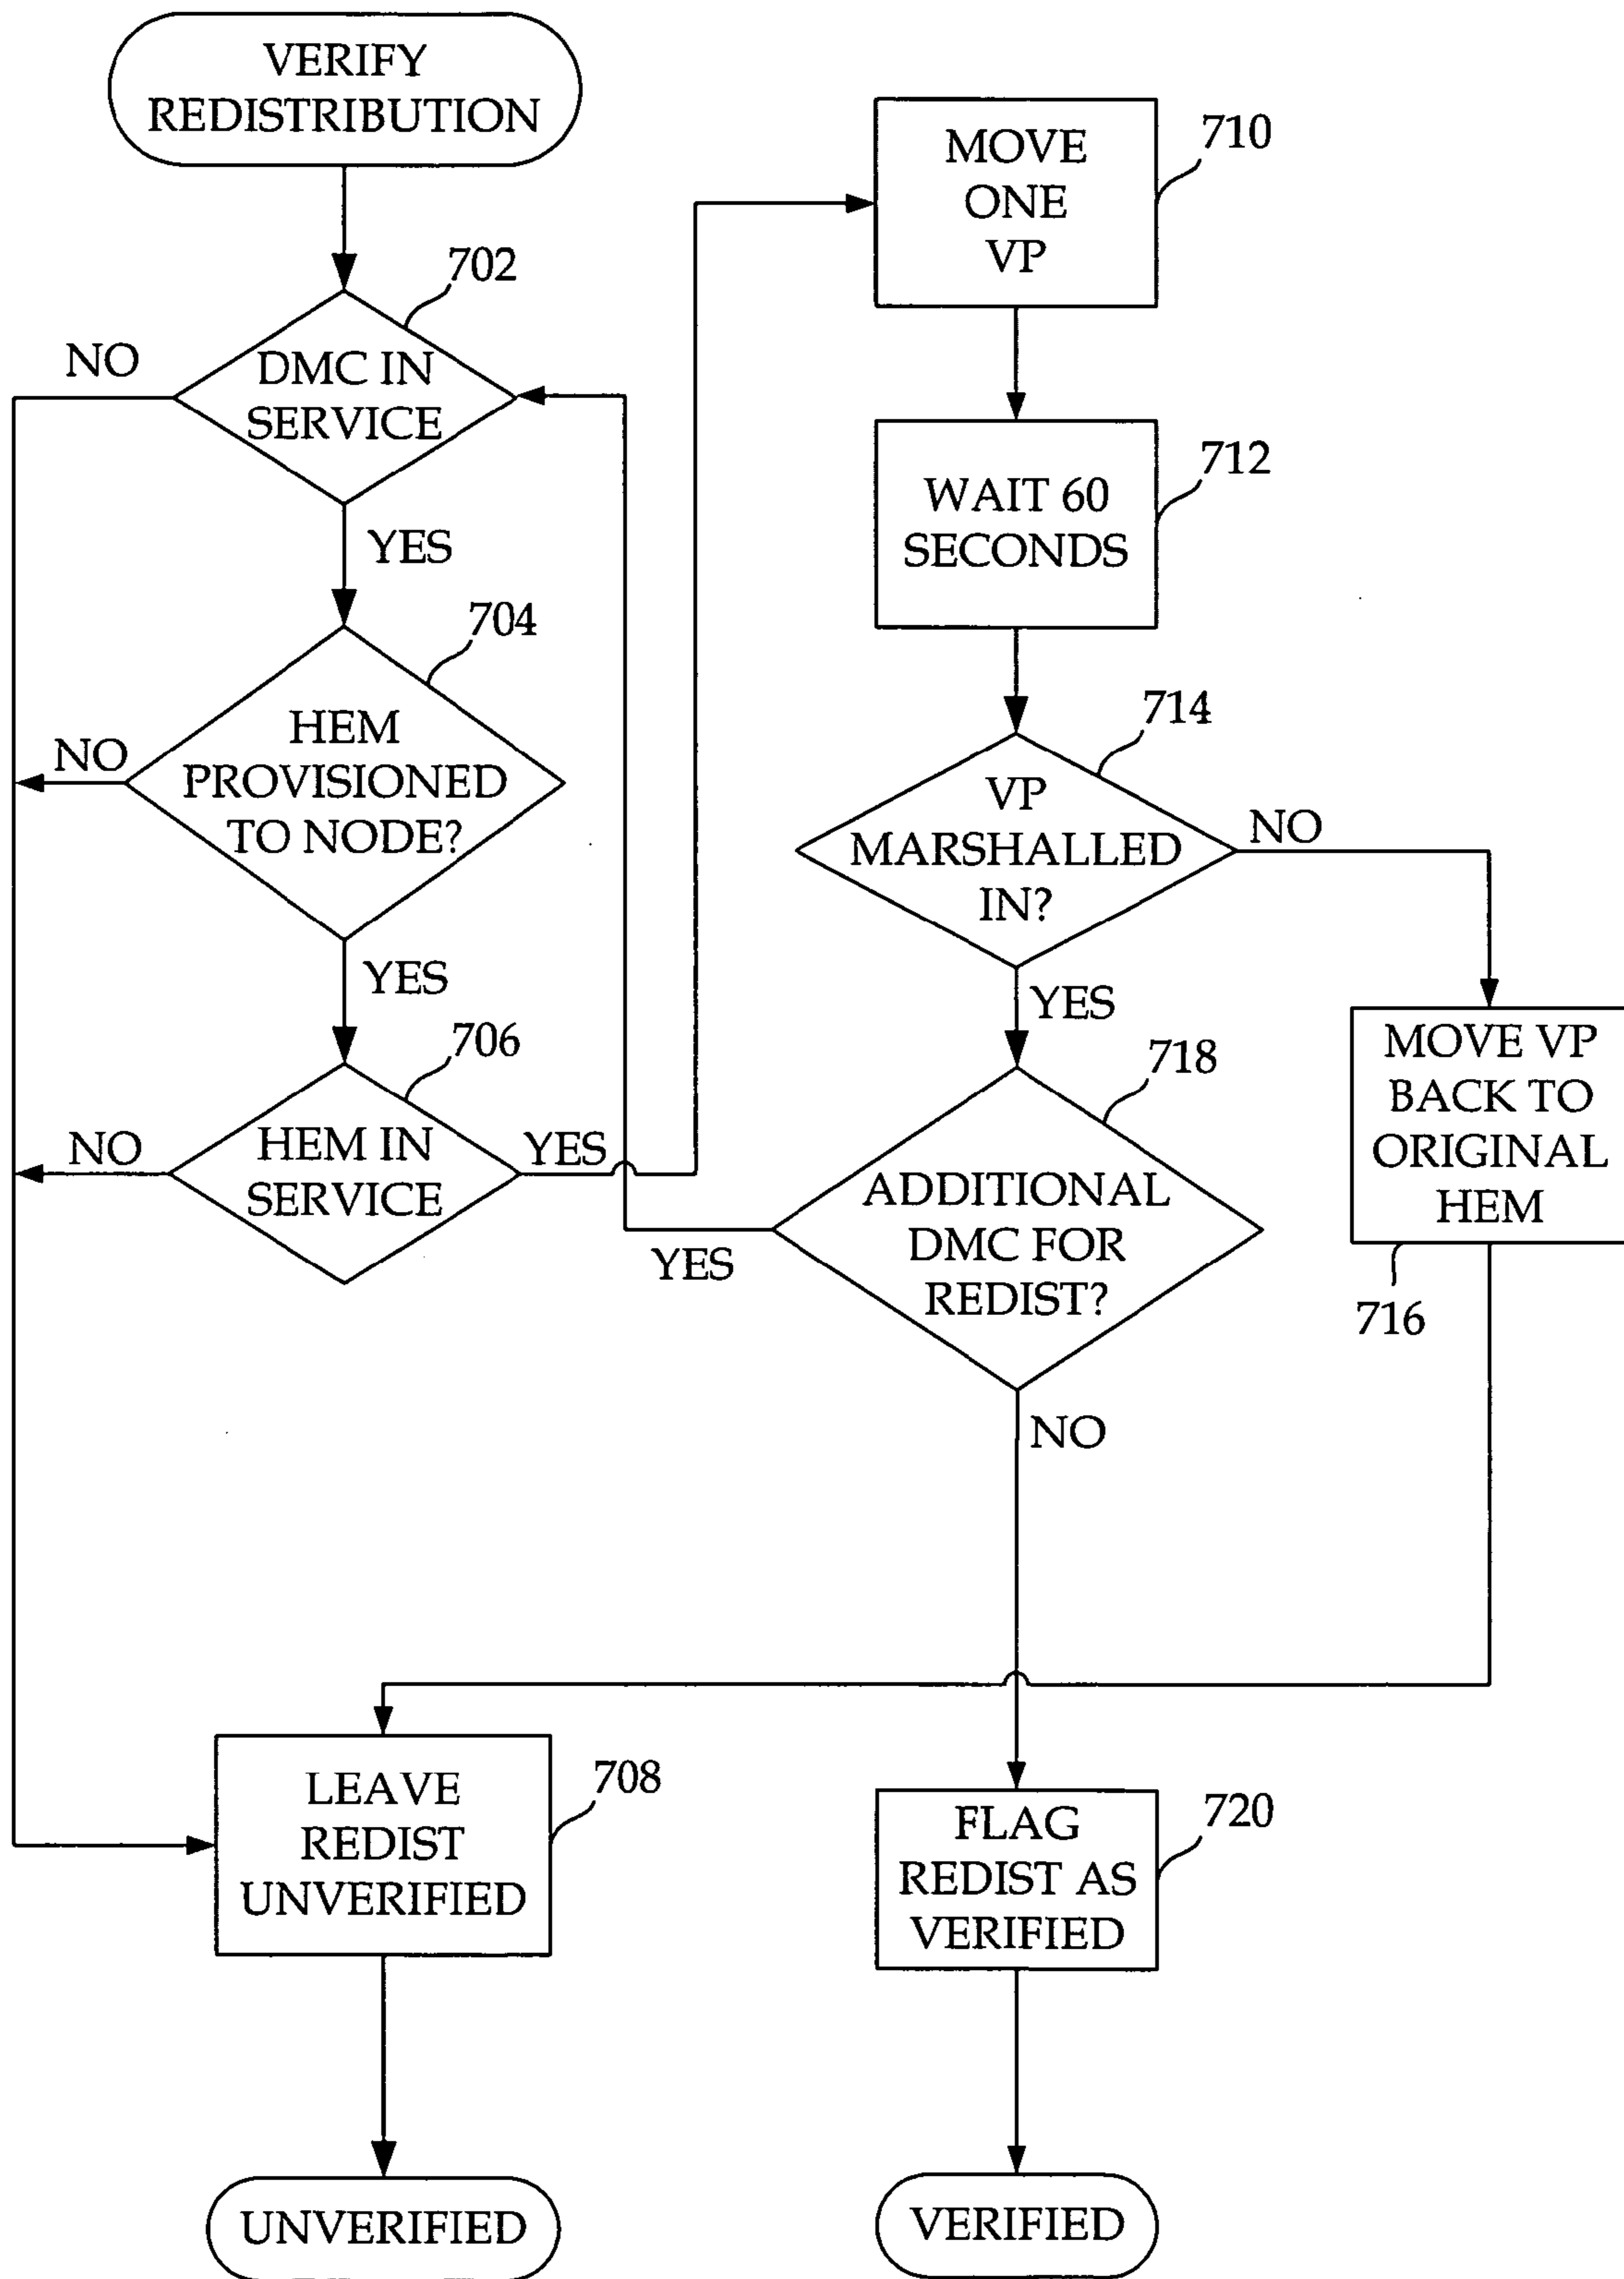 VERIFY
REDISTRIBUTION
702
DMC IN
SERVICE
NO
YES
704
HEM
PROVISIONED
TO NODE?
NO
YES
706
HEM IN
SERVICE
NO
YES
710
MOVE
ONE
VP
712
WAIT 60
SECONDS
714
VP
MARSHALLED
IN?
NO
YES
716
MOVE VP
BACK TO
ORIGINAL
HEM
718
ADDITIONAL
DMC FOR
REDIST?
YES
NO
708
LEAVE
REDIST
UNVERIFIED
720
FLAG
REDIST AS
VERIFIED
UNVERIFIED
VERIFIED